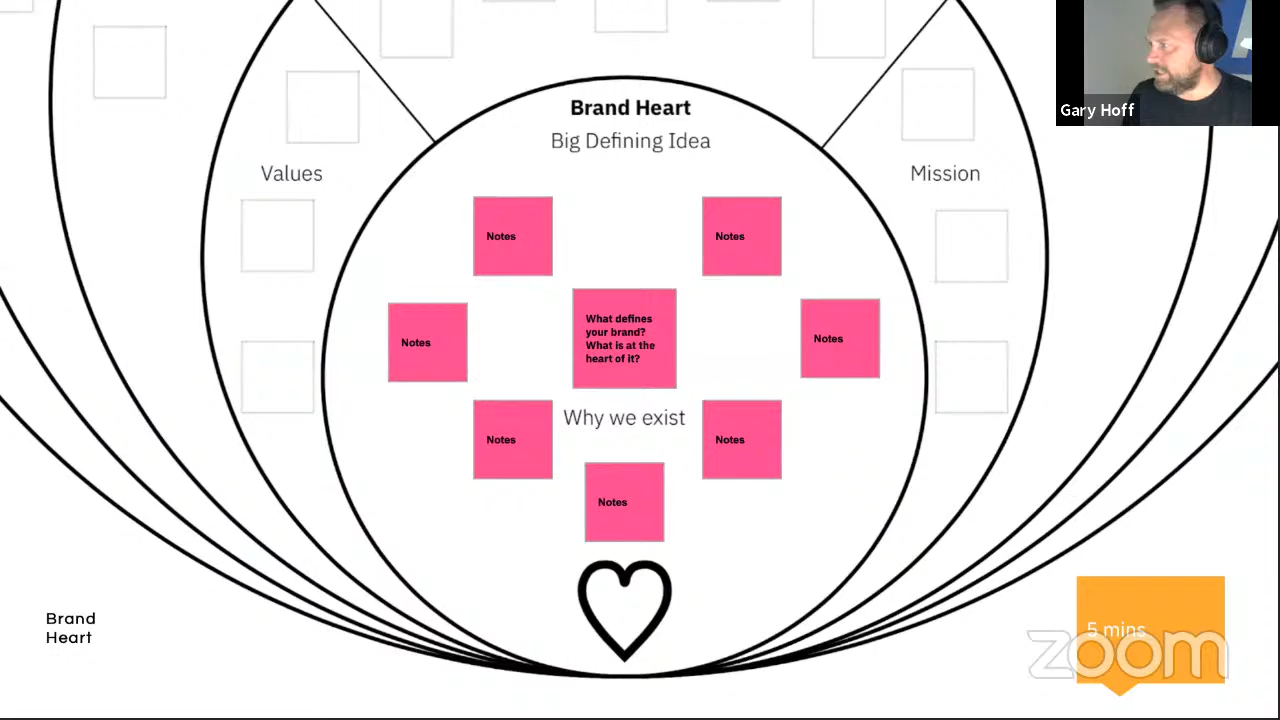 Gary Hoff
Brand Heart
Big Defining Idea
Values
Mission
Notes
Notes
What defines
your brand?
What is at the
heart of it?
Notes
Notes
Why we exist
Notes
Notes
Notes
Brand
Heart
5 mins
zoom